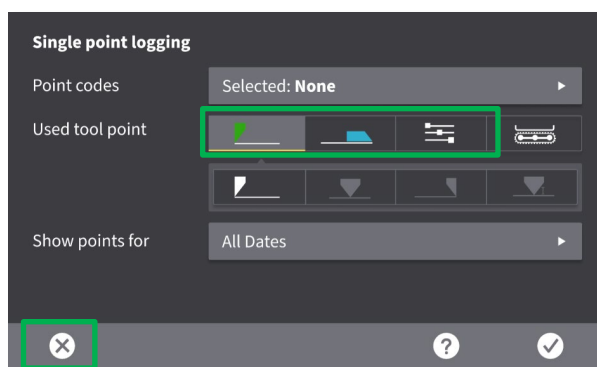 Single point logging
Point codes Selected: None
Used tool point
Show points for All Dates
?